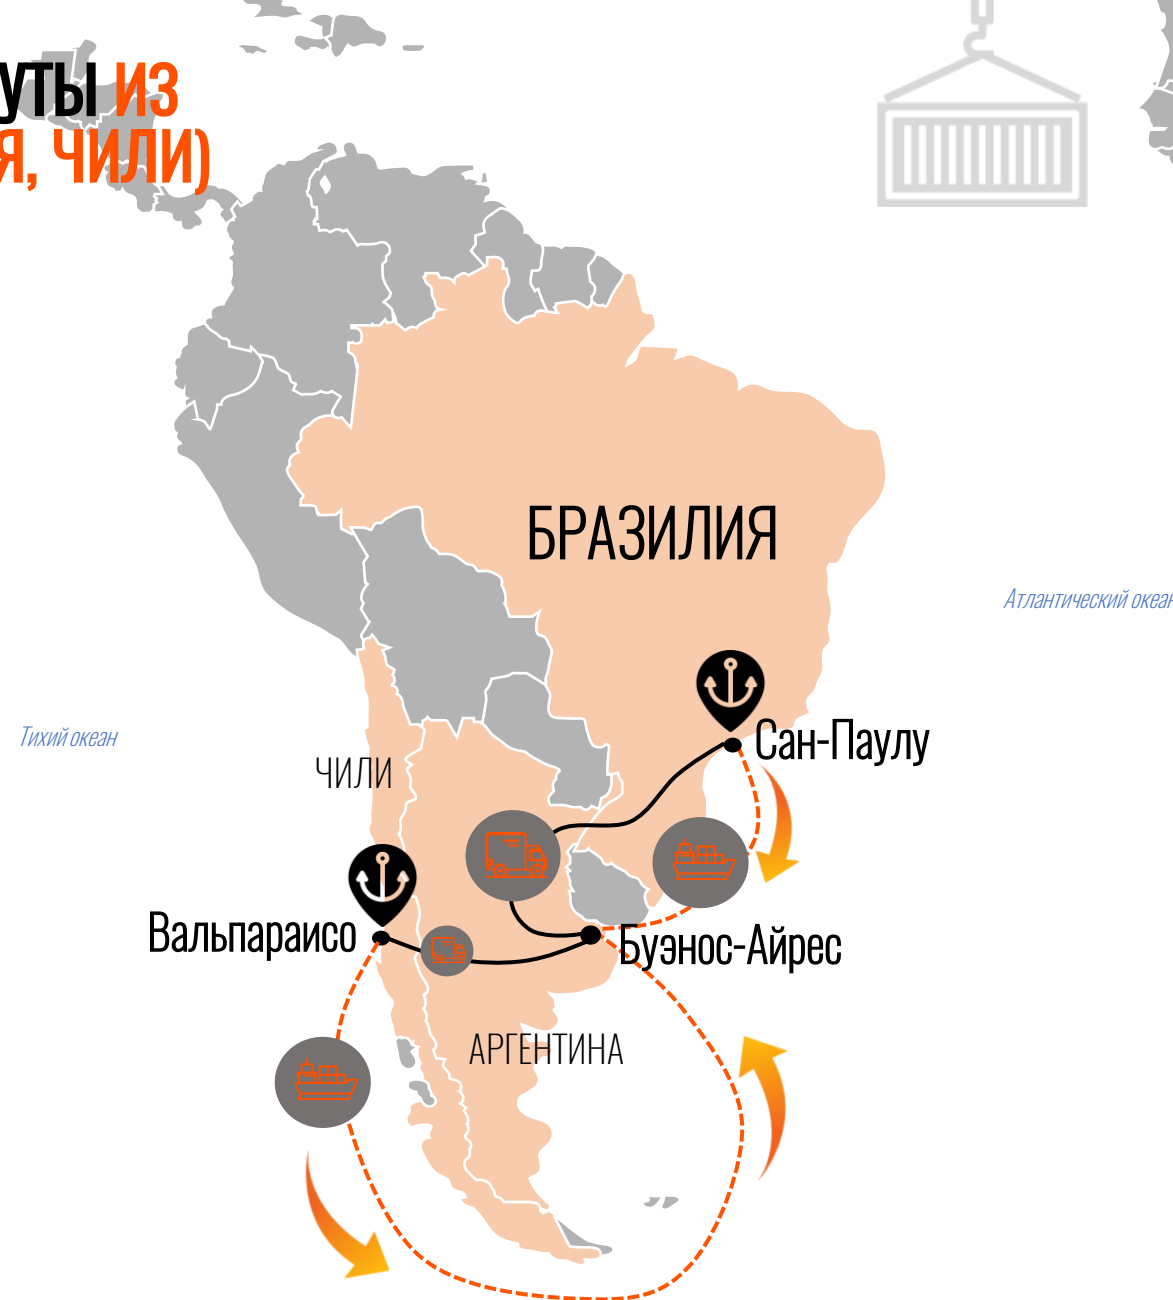 УТЫ ИЗ
Я, ЧИЛИ)
БРАЗИЛИЯ
Атлантический океан
Сан-Паулу
Тихий океан
ЧИЛИ
Вальпараисо
Буэнос-Айрес
АРГЕНТИНА